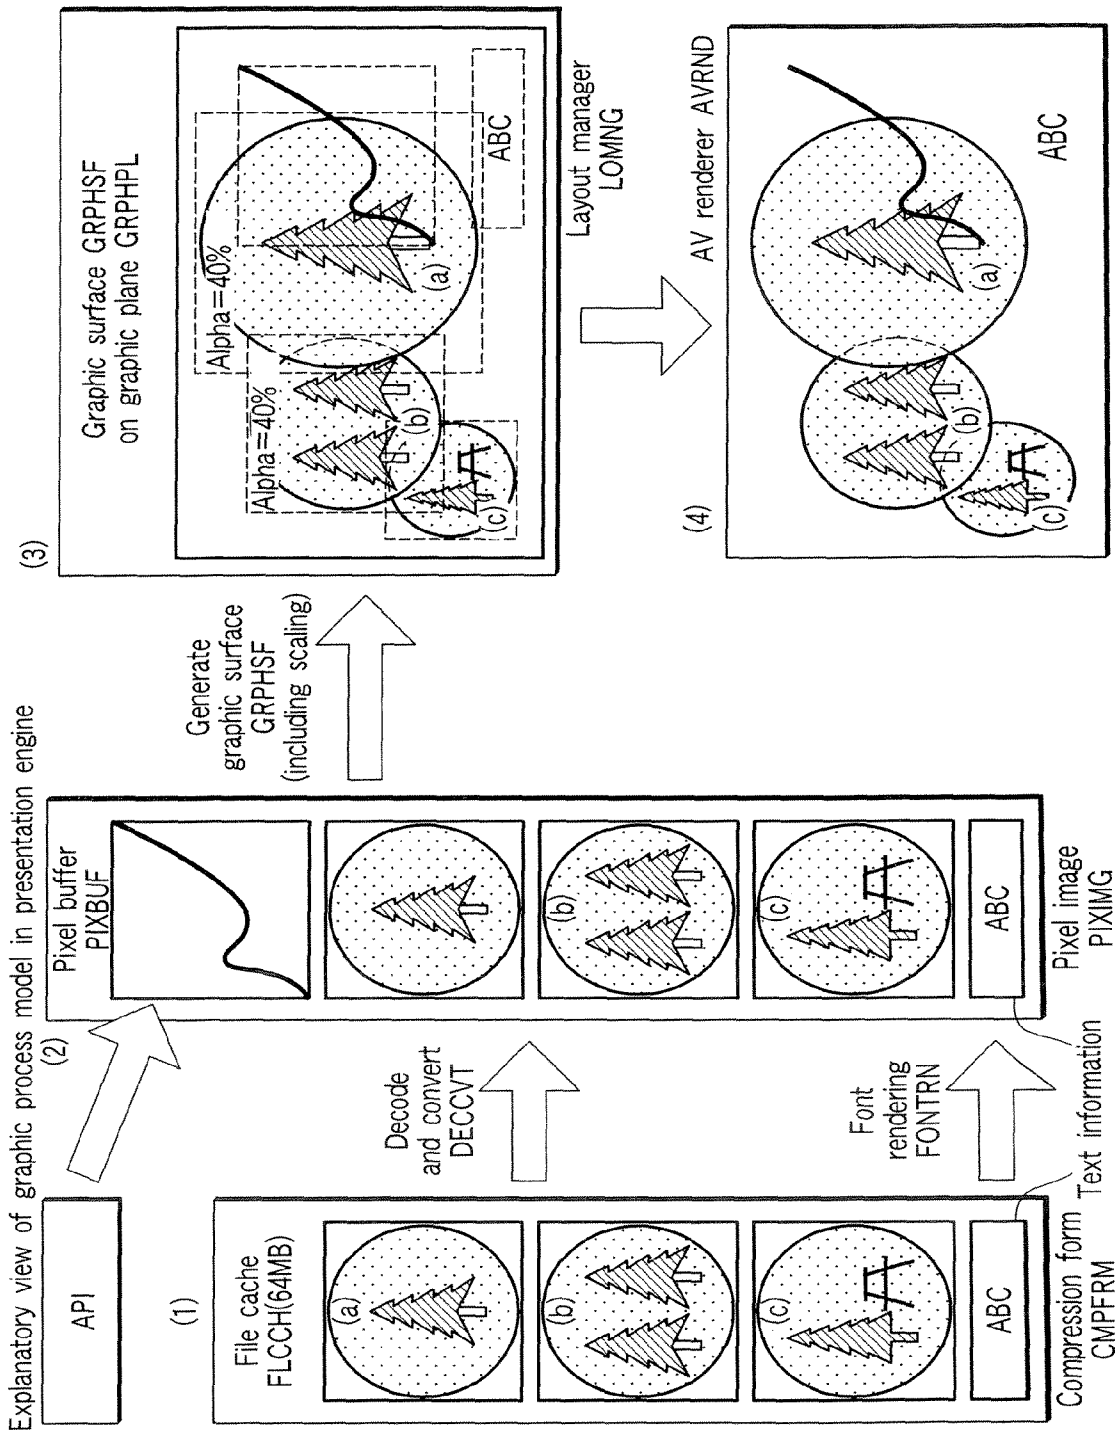 Explanatory view of graphic process model in presentation engine
API
(1)
File cache
FLCCH(64MB)
(a)
(b)
(c)
ABC
Compression form
CMPFRM
Text information
Decode
and convert
DECCVT
Font
rendering
FONTRN
(2)
Pixel buffer
PIXBUF
(b)
(c)
ABC
Pixel image
PIXIMG
Generate
graphic surface
GRPHSF
(including scaling)
(3)
Graphic surface GRPHSF
on graphic plane GRPHPL
Alpha=40%
Alpha=40%
(a)
(b)
(c)
ABC
Layout manager
LOMNG
(4)
AV renderer AVRND
(a)
(b)
(c)
ABC